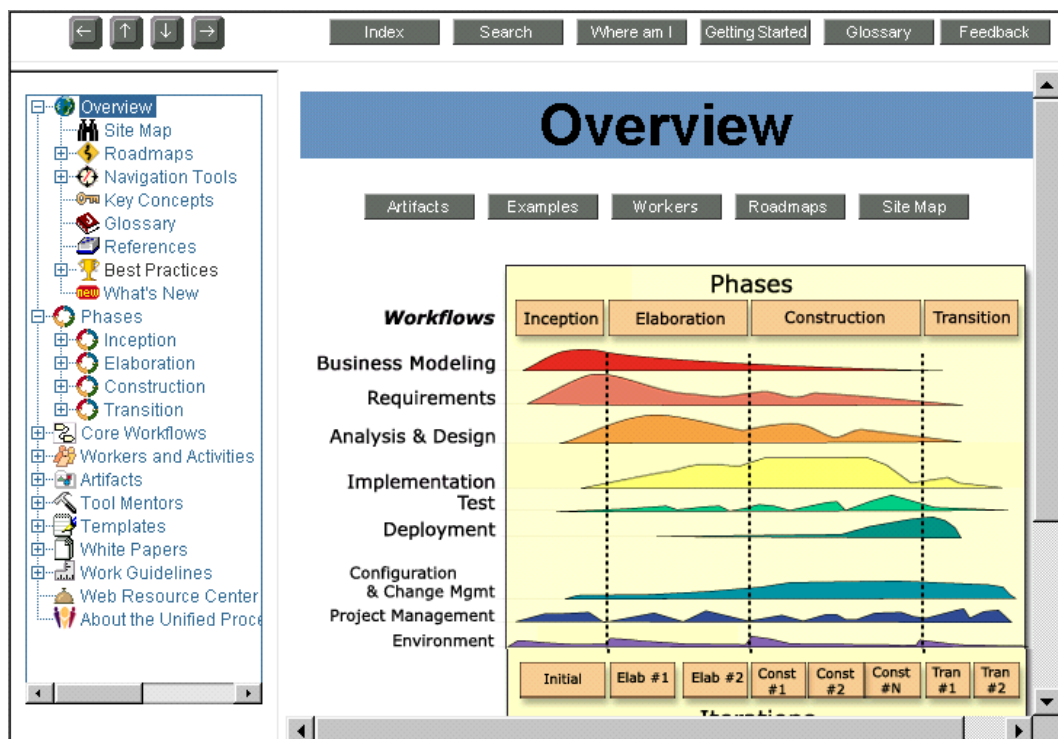 Index Search Where am I Getting Started Glossary Feedback
Overview
Site Map
Roadmaps
Navigation Tools
Key Concepts
Glossary
References
Best Practices
new What's New
Phases
Inception
Elaboration
Construction
Transition
Core Workflows
Workers and Activities
Artifacts
Tool Mentors
Templates
White Papers
Work Guidelines
Web Resource Center
About the Unified Proce
Overview
Artifacts Examples Workers Roadmaps Site Map
Phases
Workflows Inception Elaboration Construction Transition
Business Modeling
Requirements
Analysis & Design
Implementation
Test
Deployment
Configuration
& Change Mgmt
Project Management
Environment
Initial Elab #1 Elab #2 Const #1 Const #2 Const #N Tran #1 Tran #2
Iterations